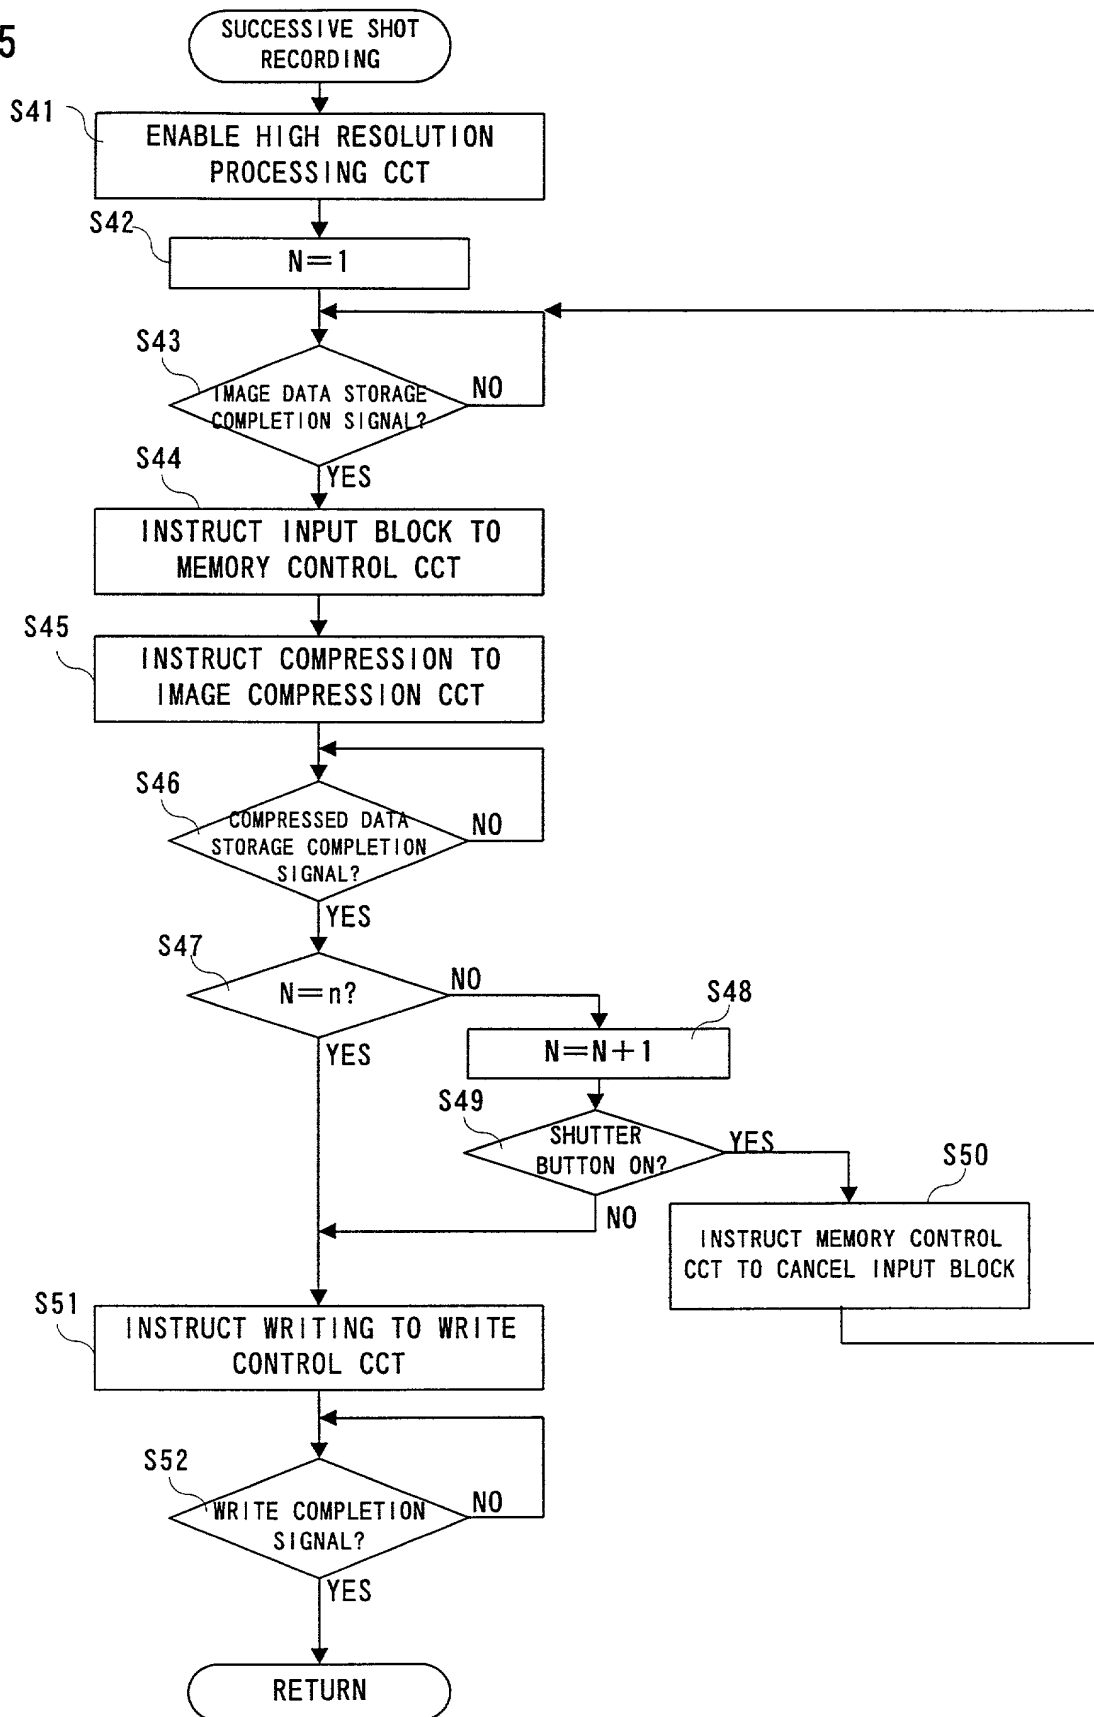 5
SUCCESSIVE SHOT
RECORDING
S41
ENABLE HIGH RESOLUTION
PROCESSING CCT
S42
N=1
S43
IMAGE DATA STORAGE
COMPLETION SIGNAL?
NO
YES
S44
INSTRUCT INPUT BLOCK TO
MEMORY CONTROL CCT
S45
INSTRUCT COMPRESSION TO
IMAGE COMPRESSION CCT
S46
COMPRESSED DATA
STORAGE COMPLETION
SIGNAL?
NO
YES
S47
N=n?
NO
YES
S48
N=N+1
S49
SHUTTER
BUTTON ON?
YES
NO
S50
INSTRUCT MEMORY CONTROL
CCT TO CANCEL INPUT BLOCK
S51
INSTRUCT WRITING TO WRITE
CONTROL CCT
S52
WRITE COMPLETION
SIGNAL?
NO
YES
RETURN